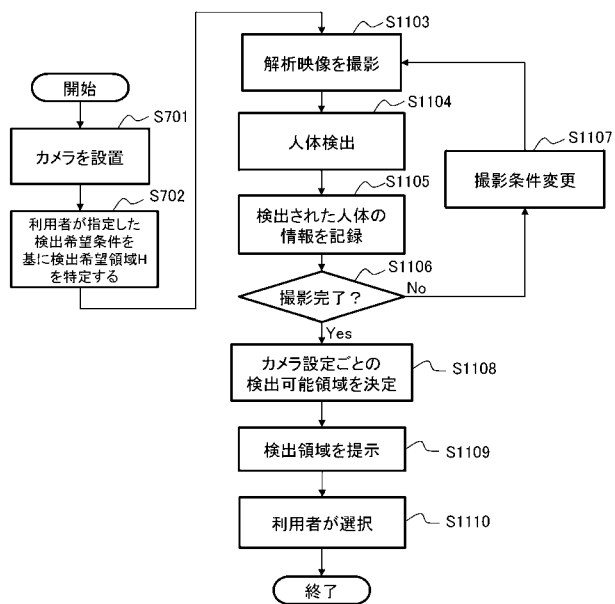 開始
S701
カメラを設置
S702
利用者が指定した
検出希望条件を
基に検出希望領域H
を特定する
S1103
解析映像を撮影
S1104
人体検出
S1105
検出された人体の
情報を記録
S1106
撮影完了？
No
Yes
S1107
撮影条件変更
カメラ設定ごとの
検出可能領域を決定
S1108
検出領域を提示
S1109
利用者が選択
S1110
終了